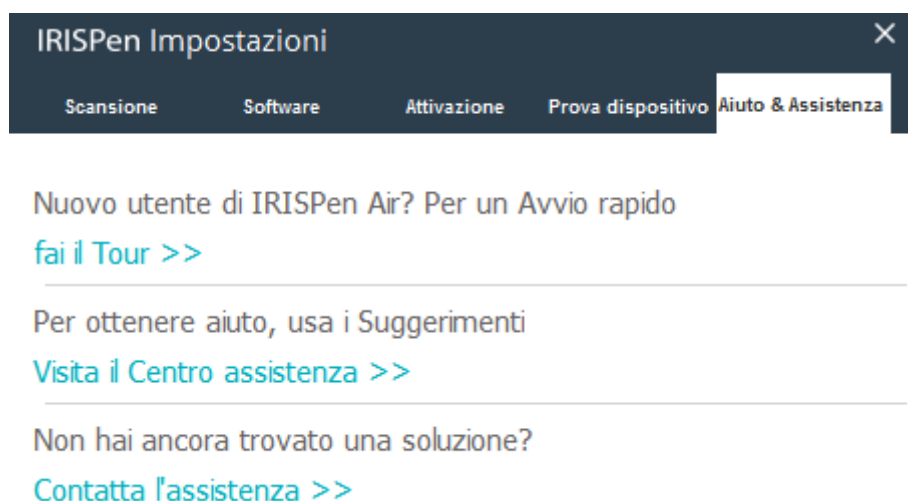 IRISPen Impostazioni
Scansione Software Attivazione Prova dispositivo Aiuto & Assistenza
Nuovo utente di IRISPen Air? Per un Avvio rapido
fai il Tour >>
Per ottenere aiuto, usa i Suggerimenti
Visita il Centro assistenza >>
Non hai ancora trovato una soluzione?
Contatta l'assistenza >>